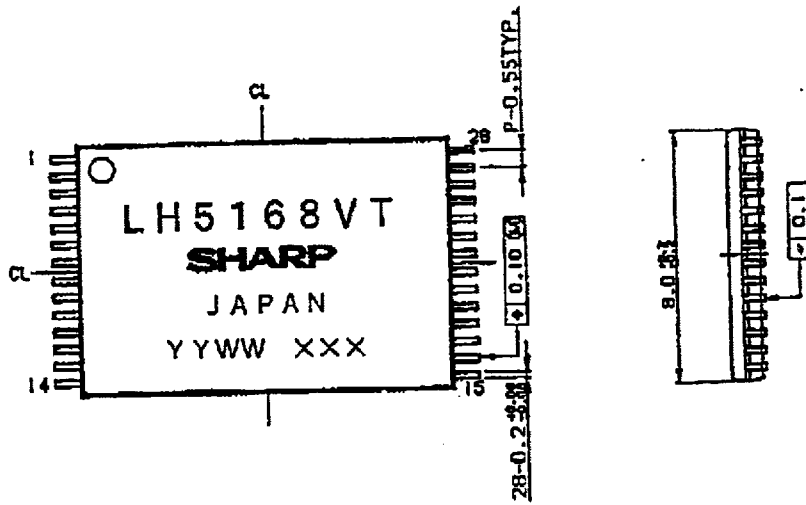 P-0.55TYP.
CL
1
28
LH5168VT
SHARP
CL
JAPAN
YYWW XXX
14
15
0.10 M
28-0.2
8.0
0.1